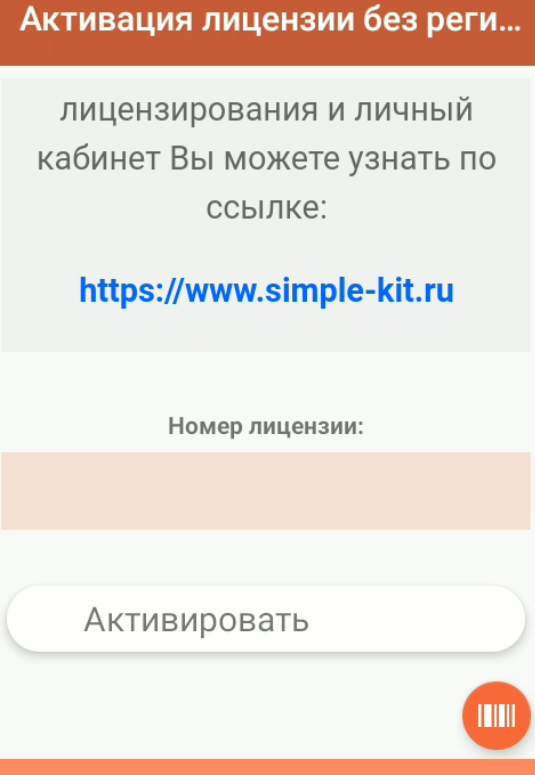 Активация лицензии без реги...
лицензирования и личный
кабинет Вы можете узнать по
ссылке:
https://www.simple-kit.ru
Номер лицензии:
Активировать